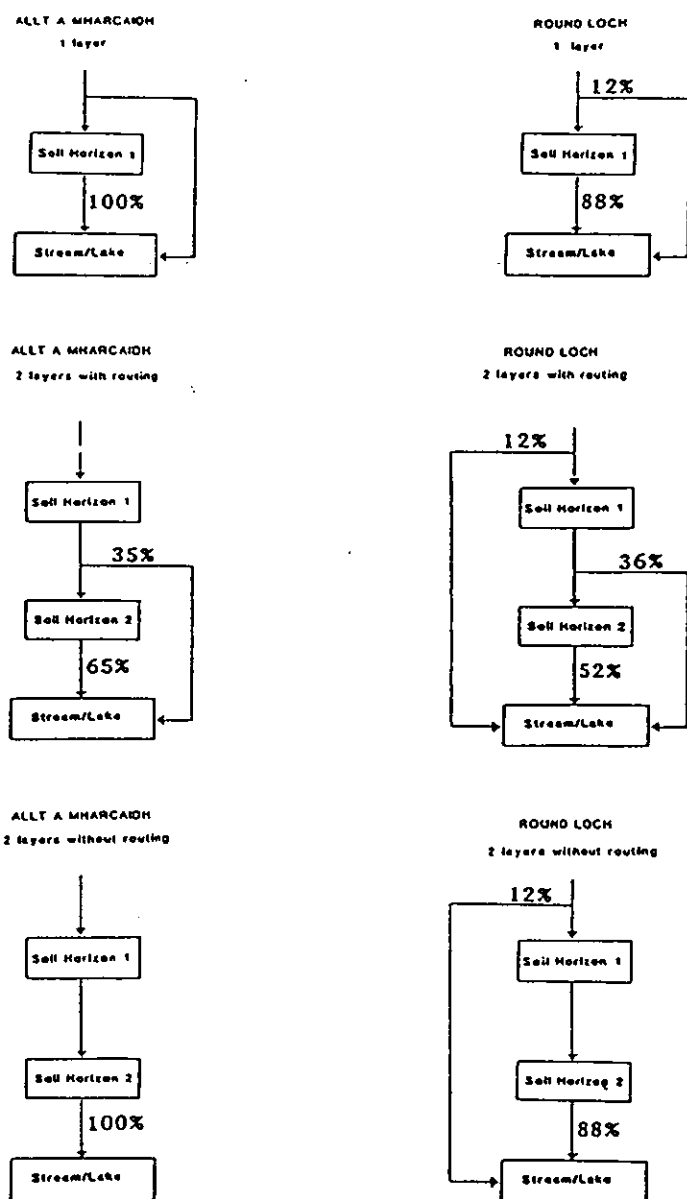 ALLT A MHARCAIDH
1 layer
Soil Horizon 1
100%
Stream/Lake
ROUND LOCH
1 layer
12%
Soil Horizon 1
88%
Stream/Lake
ALLT A MHARCAIDH
2 layers with routing
Soil Horizon 1
35%
Soil Horizon 2
65%
Stream/Lake
ROUND LOCH
2 layers with routing
12%
Soil Horizon 1
36%
Soil Horizon 2
52%
Stream/Lake
ALLT A MHARCAIDH
2 layers without routing
Soil Horizon 1
Soil Horizon 2
100%
Stream/Lake
ROUND LOCH
2 layers without routing
12%
Soil Horizon 1
Soil Horizon 2
88%
Stream/Lake